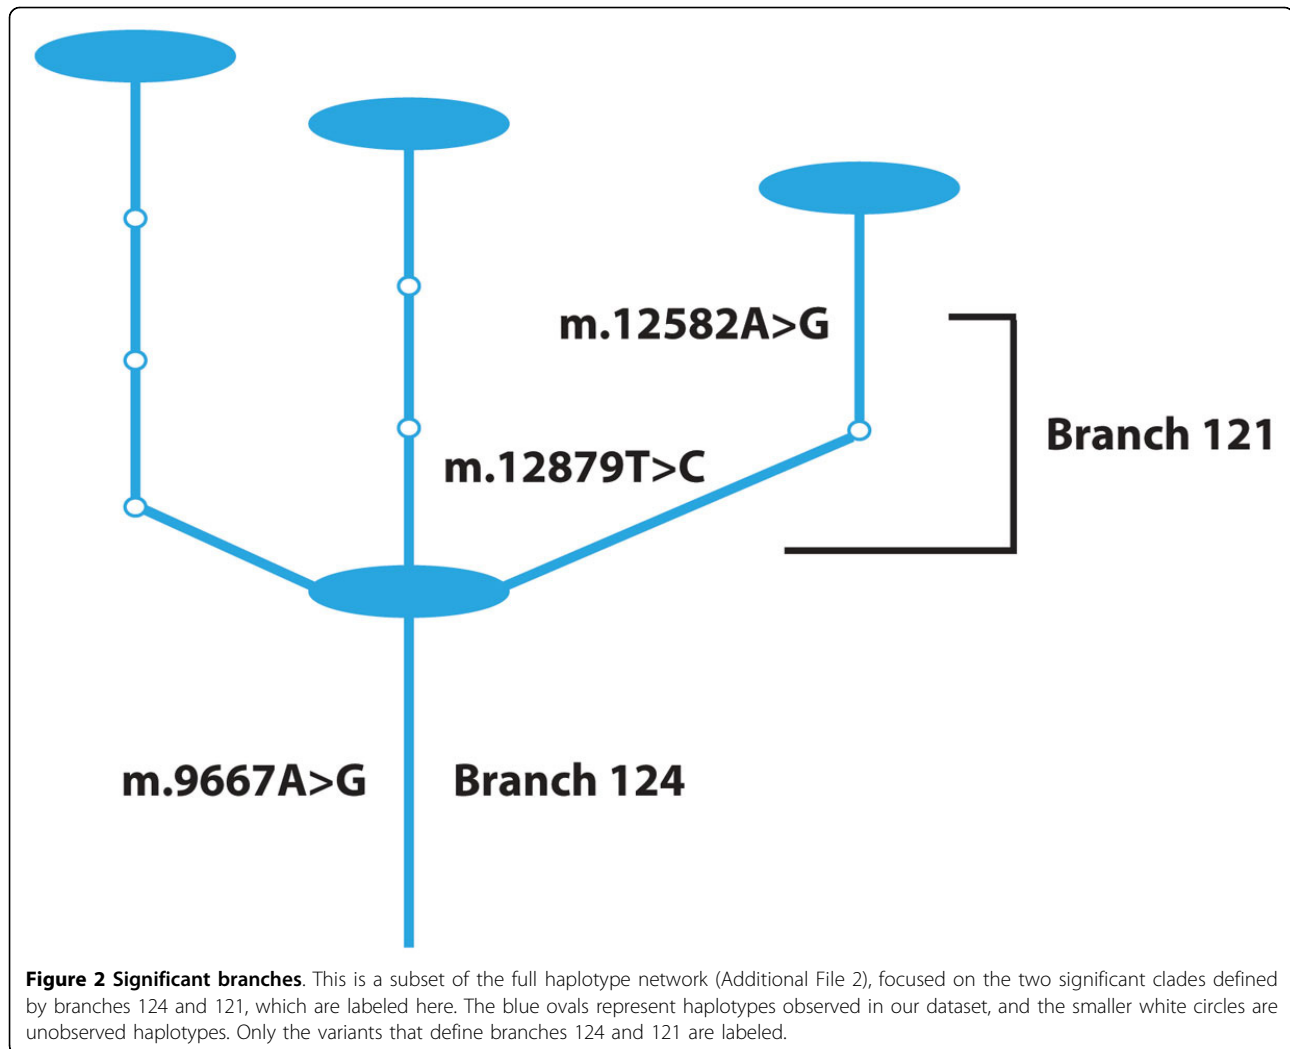 m.12582A>G
Branch 121
m.12879T>C
m.9667A>G
Branch 124
Figure 2 Significant branches. This is a subset of the full haplotype network (Additional File 2), focused on the two significant clades defined
by branches 124 and 121, which are labeled here. The blue ovals represent haplotypes observed in our dataset, and the smaller white circles are
unobserved haplotypes. Only the variants that define branches 124 and 121 are labeled.